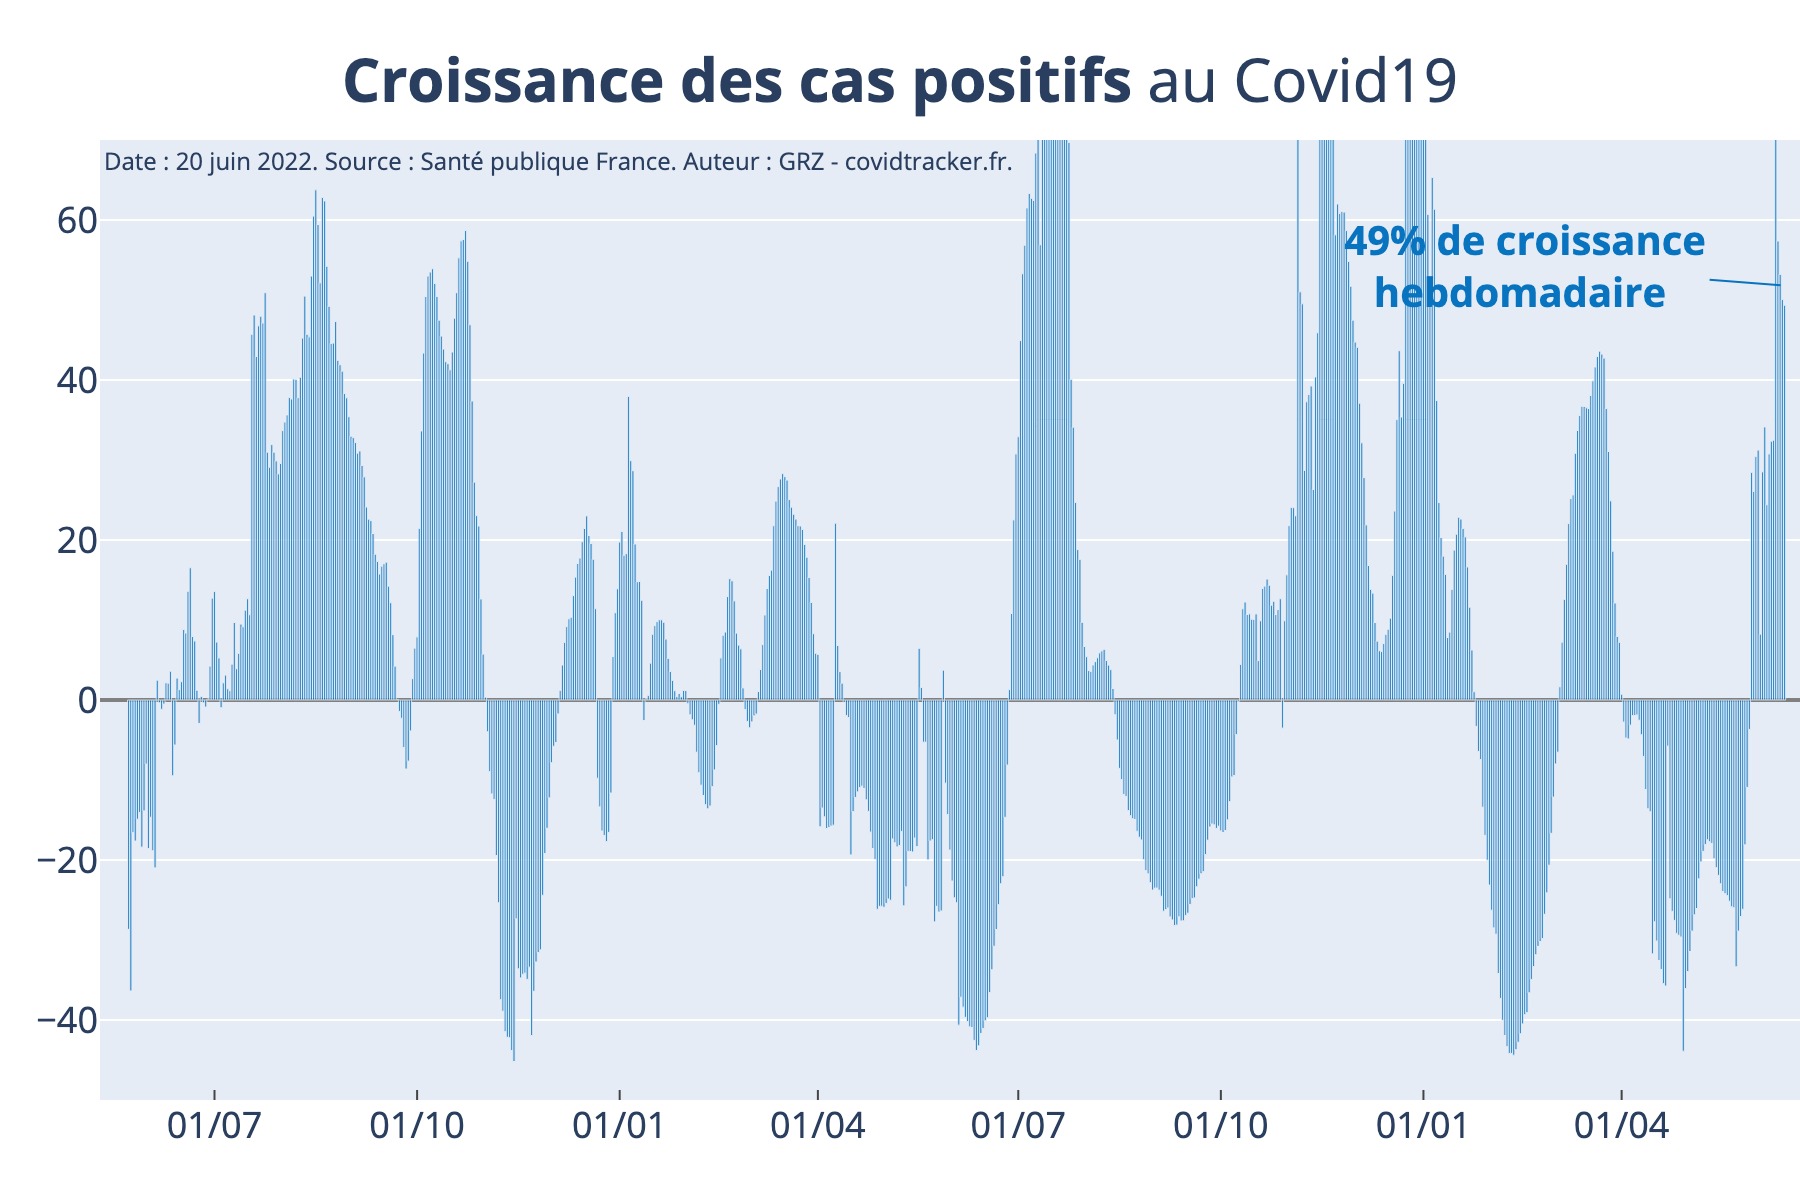 Croissance des cas positifs au Covid19
Date : 20 juin 2022. Source : Santé publique France. Auteur : GRZ - covidtracker.fr.
60
49% de croissance
hebdomadaire
40
20
0
−20
−40
01/07 01/10 01/01 01/04 01/07 01/10 01/01 01/04